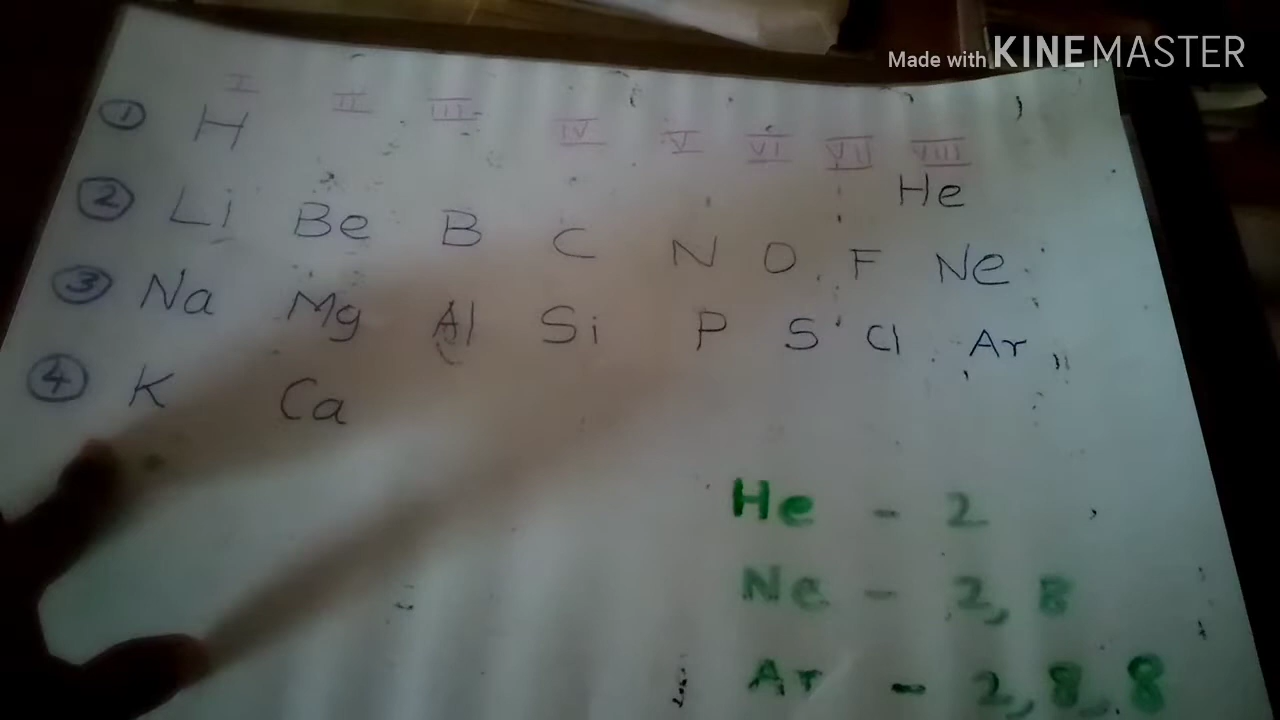 Made with KINEMASTER
I II III IV V VI VII VIII
① H He
② Li Be B C N O F Ne
③ Na Mg Al Si P S Cl Ar
④ K Ca
He - 2
Ne - 2, 8
Ar - 2, 8, 8